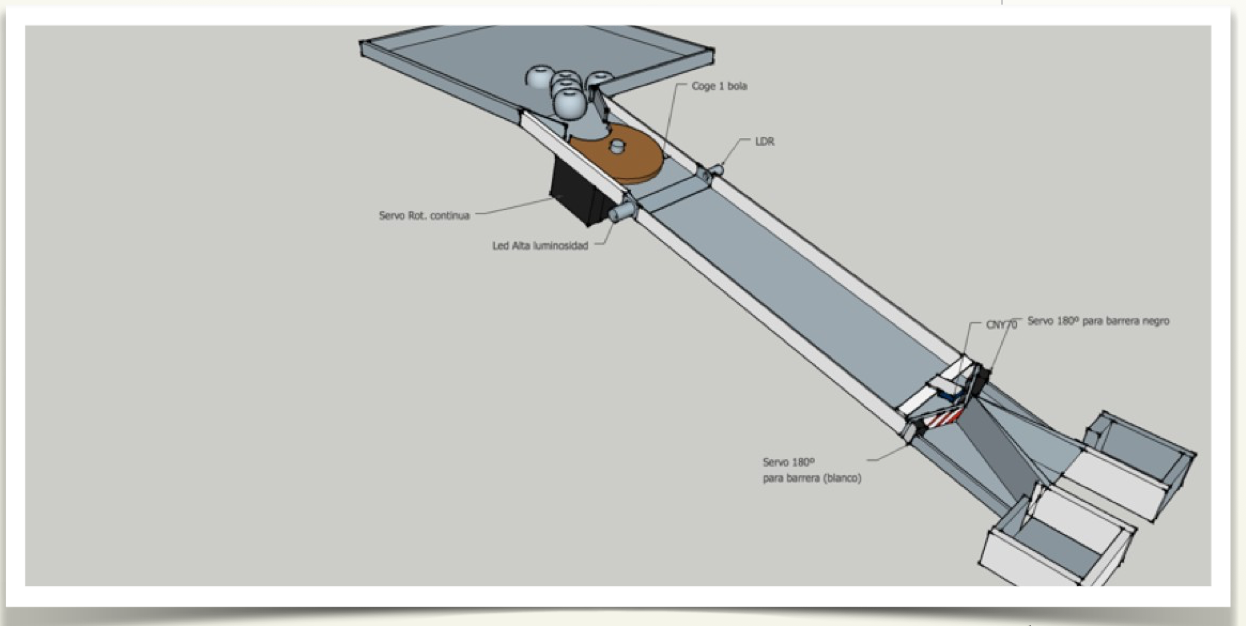 Coge 1 bola
LDR
Servo Rot. continua
Led Alta luminosidad
CNY70
Servo 180º para barrera negro
Servo 180º
para barrera (blanco)